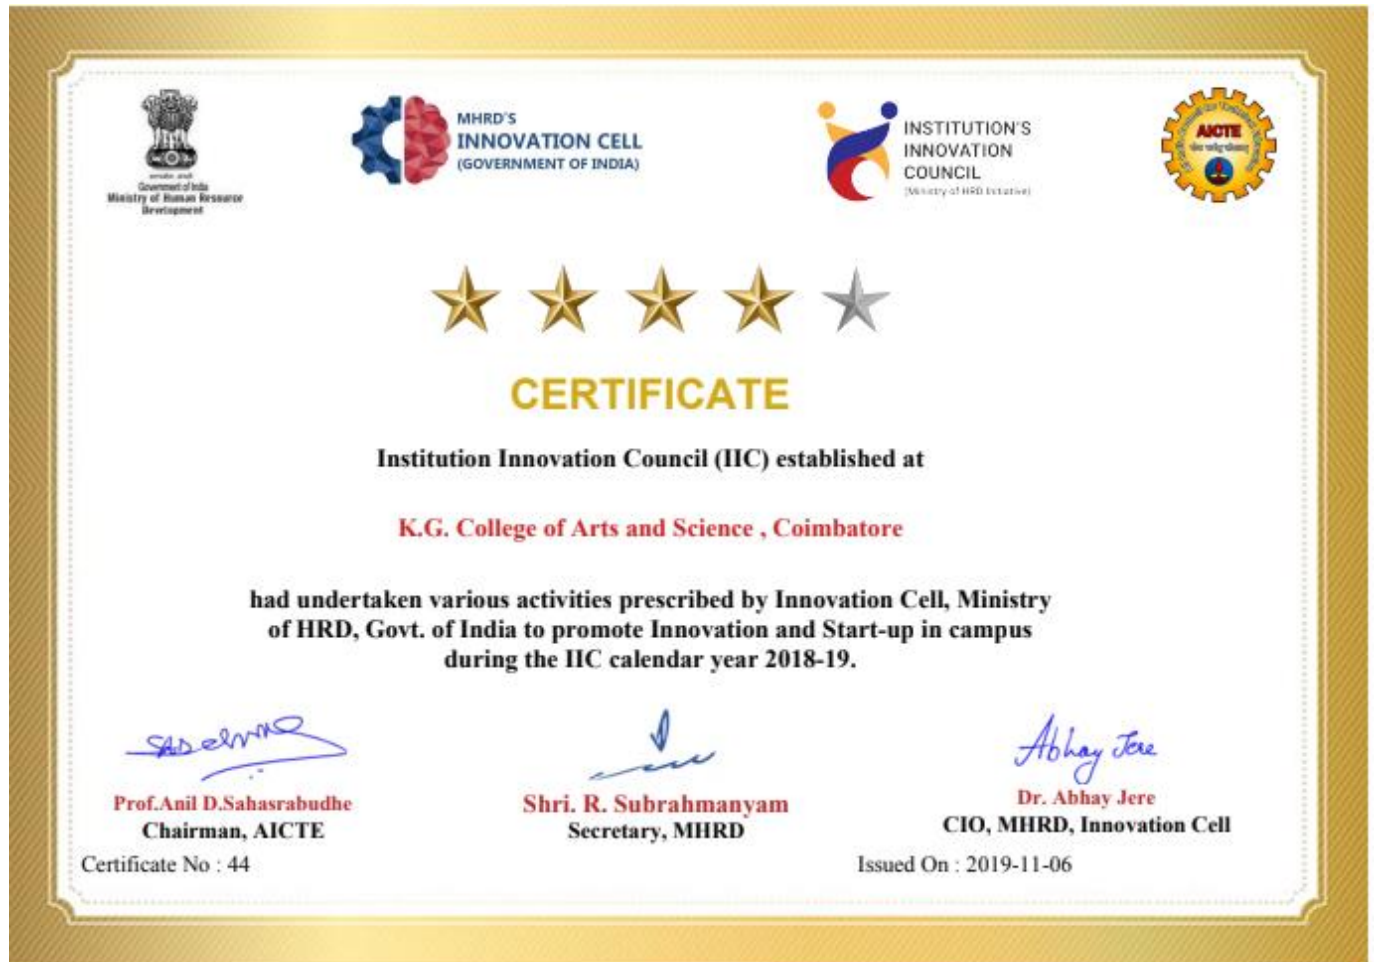 सत्यमेव जयते
Government of India
Ministry of Human Resource
Development
MHRD'S
INNOVATION CELL
(GOVERNMENT OF INDIA)
INSTITUTION'S
INNOVATION
COUNCIL
(Ministry of HRD Initiative)
AICTE
CERTIFICATE
Institution Innovation Council (IIC) established at
K.G. College of Arts and Science , Coimbatore
had undertaken various activities prescribed by Innovation Cell, Ministry
of HRD, Govt. of India to promote Innovation and Start-up in campus
during the IIC calendar year 2018-19.
Abhay Jere
Prof.Anil D.Sahasrabudhe
Chairman, AICTE
Shri. R. Subrahmanyam
Secretary, MHRD
Dr. Abhay Jere
CIO, MHRD, Innovation Cell
Certificate No : 44
Issued On : 2019-11-06